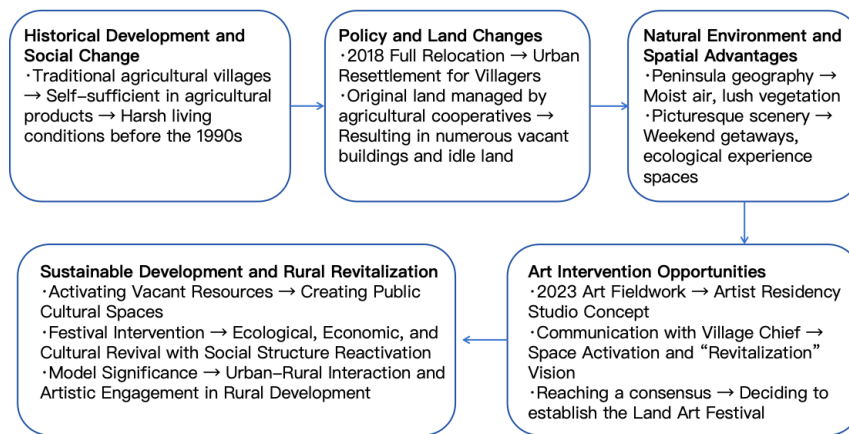 Historical Development and
Social Change
·Traditional agricultural villages
→ Self-sufficient in agricultural
products → Harsh living
conditions before the 1990s
Policy and Land Changes
·2018 Full Relocation → Urban
Resettlement for Villagers
·Original land managed by
agricultural cooperatives →
Resulting in numerous vacant
buildings and idle land
Natural Environment and
Spatial Advantages
·Peninsula geography →
Moist air, lush vegetation
·Picturesque scenery →
Weekend getaways,
ecological experience
spaces
Sustainable Development and Rural Revitalization
·Activating Vacant Resources → Creating Public
Cultural Spaces
·Festival Intervention → Ecological, Economic, and
Cultural Revival with Social Structure Reactivation
·Model Significance → Urban-Rural Interaction and
Artistic Engagement in Rural Development
Art Intervention Opportunities
·2023 Art Fieldwork → Artist Residency
Studio Concept
·Communication with Village Chief →
Space Activation and “Revitalization”
Vision
·Reaching a consensus → Deciding to
establish the Land Art Festival